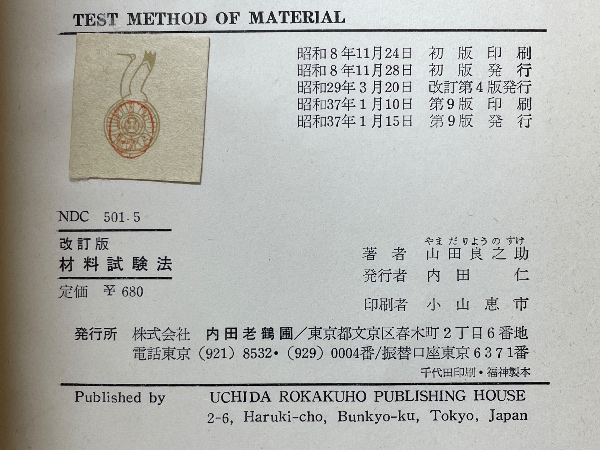 TEST METHOD OF MATERIAL
昭和8年11月24日 初版印刷
昭和8年11月28日 初版発行
昭和29年3月20日 改訂第4版発行
昭和37年1月10日 第9版印刷
昭和37年1月15日 第9版発行
NDC 501.5
改訂版
材料試験法
定価 ¥680
やまだりようのすけ
著者 山田良之助
発行者 内田仁
印刷者 小山恵市
発行所 株式会社 内田老鶴圃/東京都文京区春木町2丁目6番地
電話東京 (921) 8532・(929) 0004番/振替口座東京6371番
千代田印刷・福神製本
Published by UCHIDA ROKAKUHO PUBLISHING HOUSE
2-6, Haruki-cho, Bunkyo-ku, Tokyo, Japan